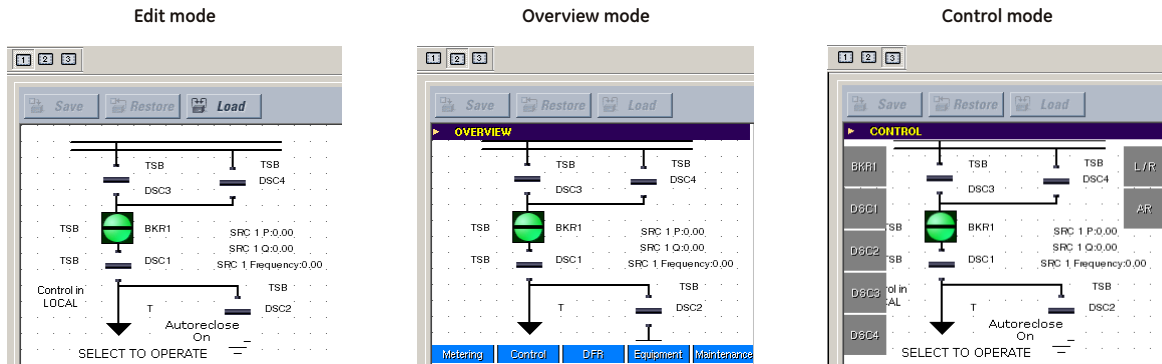 Edit mode
1 2 3
Save Restore Load
TSB TSB
DSC3 DSC4
TSB BKR1 SRC 1 P:0.00
SRC 1 Q:0.00
TSB DSC1 SRC 1 Frequency:0.00
Control in
LOCAL
TSB
T DSC2
Autoreclose
On
SELECT TO OPERATE
Overview mode
1 2 3
Save Restore Load
OVERVIEW
TSB TSB
DSC3 DSC4
TSB BKR1 SRC 1 P:0.00
SRC 1 Q:0.00
TSB DSC1 SRC 1 Frequency:0.00
TSB
T DSC2
Metering Control DFR Equipment Maintenance
Control mode
1 2 3
Save Restore Load
CONTROL
BKR1 TSB TSB L/R
DSC3 DSC4
DSC1 AR
TSB BKR1 SRC 1 P:0.00
DSC2 SRC 1 Q:0.00
SB DSC1 SRC 1 Frequency:0.00
DSC3 rol in TSB
AL
T DSC2
Autoreclose
DSC4 On
SELECT TO OPERATE